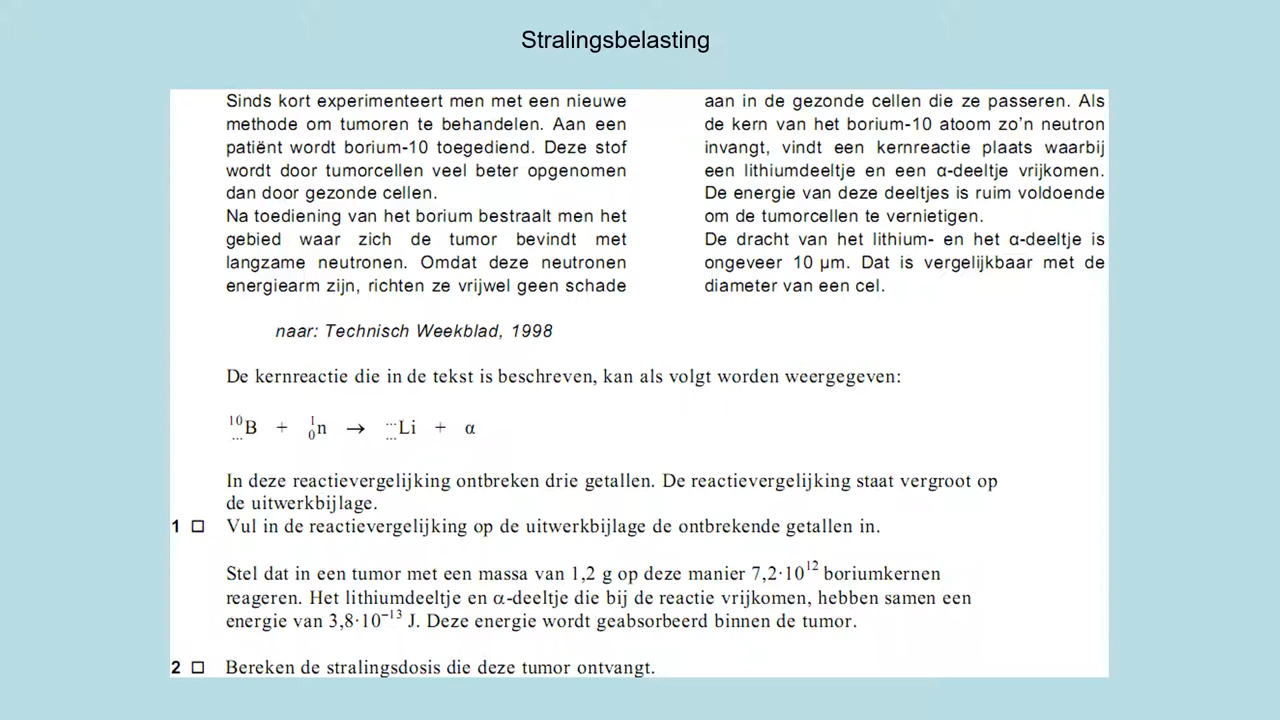 Stralingsbelasting
Sinds kort experimenteert men met een nieuwe
methode om tumoren te behandelen. Aan een
patiënt wordt borium-10 toegediend. Deze stof
wordt door tumorcellen veel beter opgenomen
dan door gezonde cellen.
Na toediening van het borium bestraalt men het
gebied waar zich de tumor bevindt met
langzame neutronen. Omdat deze neutronen
energiearm zijn, richten ze vrijwel geen schade
aan in de gezonde cellen die ze passeren. Als
de kern van het borium-10 atoom zo’n neutron
invangt, vindt een kernreactie plaats waarbij
een lithiumdeeltje en een α-deeltje vrijkomen.
De energie van deze deeltjes is ruim voldoende
om de tumorcellen te vernietigen.
De dracht van het lithium- en het α-deeltje is
ongeveer 10 μm. Dat is vergelijkbaar met de
diameter van een cel.
naar: Technisch Weekblad, 1998
De kernreactie die in de tekst is beschreven, kan als volgt worden weergegeven:
¹⁰...B + ¹₀n → ......Li + α
In deze reactievergelijking ontbreken drie getallen. De reactievergelijking staat vergroot op
de uitwerkbijlage.
1 □ Vul in de reactievergelijking op de uitwerkbijlage de ontbrekende getallen in.
Stel dat in een tumor met een massa van 1,2 g op deze manier 7,2·10¹² boriumkernen
reageren. Het lithiumdeeltje en α-deeltje die bij de reactie vrijkomen, hebben samen een
energie van 3,8·10⁻¹³ J. Deze energie wordt geabsorbeerd binnen de tumor.
2 □ Bereken de stralingsdosis die deze tumor ontvangt.